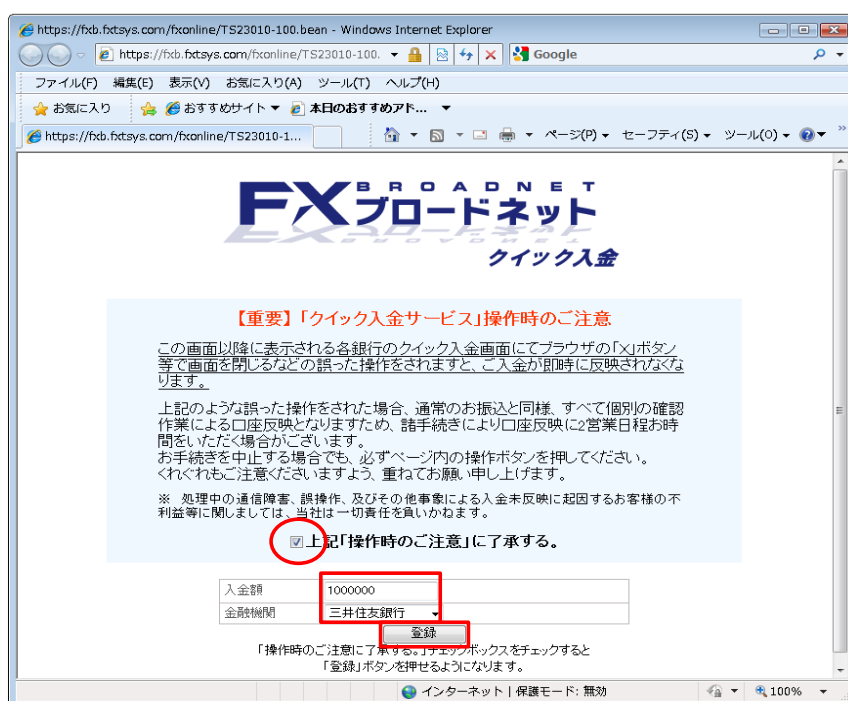 https://fxb.fxtsys.com/fxonline/TS23010-100.bean - Windows Internet Explorer
https://fxb.fxtsys.com/fxonline/TS23010-100. Google
ファイル(F) 編集(E) 表示(V) お気に入り(A) ツール(T) ヘルプ(H)
お気に入り おすすめサイト 本日のおすすめアド...
https://fxb.fxtsys.com/fxonline/TS23010-1... ページ(P) セーフティ(S) ツール(O) »
BROADNET
FXブロードネット
クイック入金
【重要】「クイック入金サービス」操作時のご注意
この画面以降に表示される各銀行のクイック入金画面にてブラウザの「×」ボタン
等で画面を閉じるなどの誤った操作をされますと、ご入金が即時に反映されなくな
ります。
上記のような誤った操作をされた場合、通常のお振込と同様、すべて個別の確認
作業による口座反映となりますため、諸手続きにより口座反映に2営業日程お時
間をいただく場合がございます。
お手続きを中止する場合でも、必ずページ内の操作ボタンを押してください。
くれぐれもご注意くださいますよう、重ねてお願い申し上げます。
※ 処理中の通信障害、誤操作、及びその他事象による入金未反映に起因するお客様の不
利益等に関しましては、当社は一切責任を負いかねます。
上記「操作時のご注意」に了承する。
入金額 1000000
金融機関 三井住友銀行
登録
「操作時のご注意に了承する。」チェックボックスをチェックすると
「登録」ボタンを押せるようになります。
インターネット | 保護モード: 無効 100%